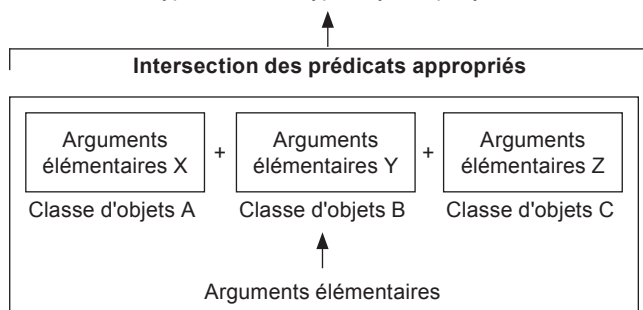 Intersection des prédicats appropriés
Arguments
élémentaires X
+
Arguments
élémentaires Y
+
Arguments
élémentaires Z
Classe d'objets A
Classe d'objets B
Classe d'objets C
Arguments élémentaires